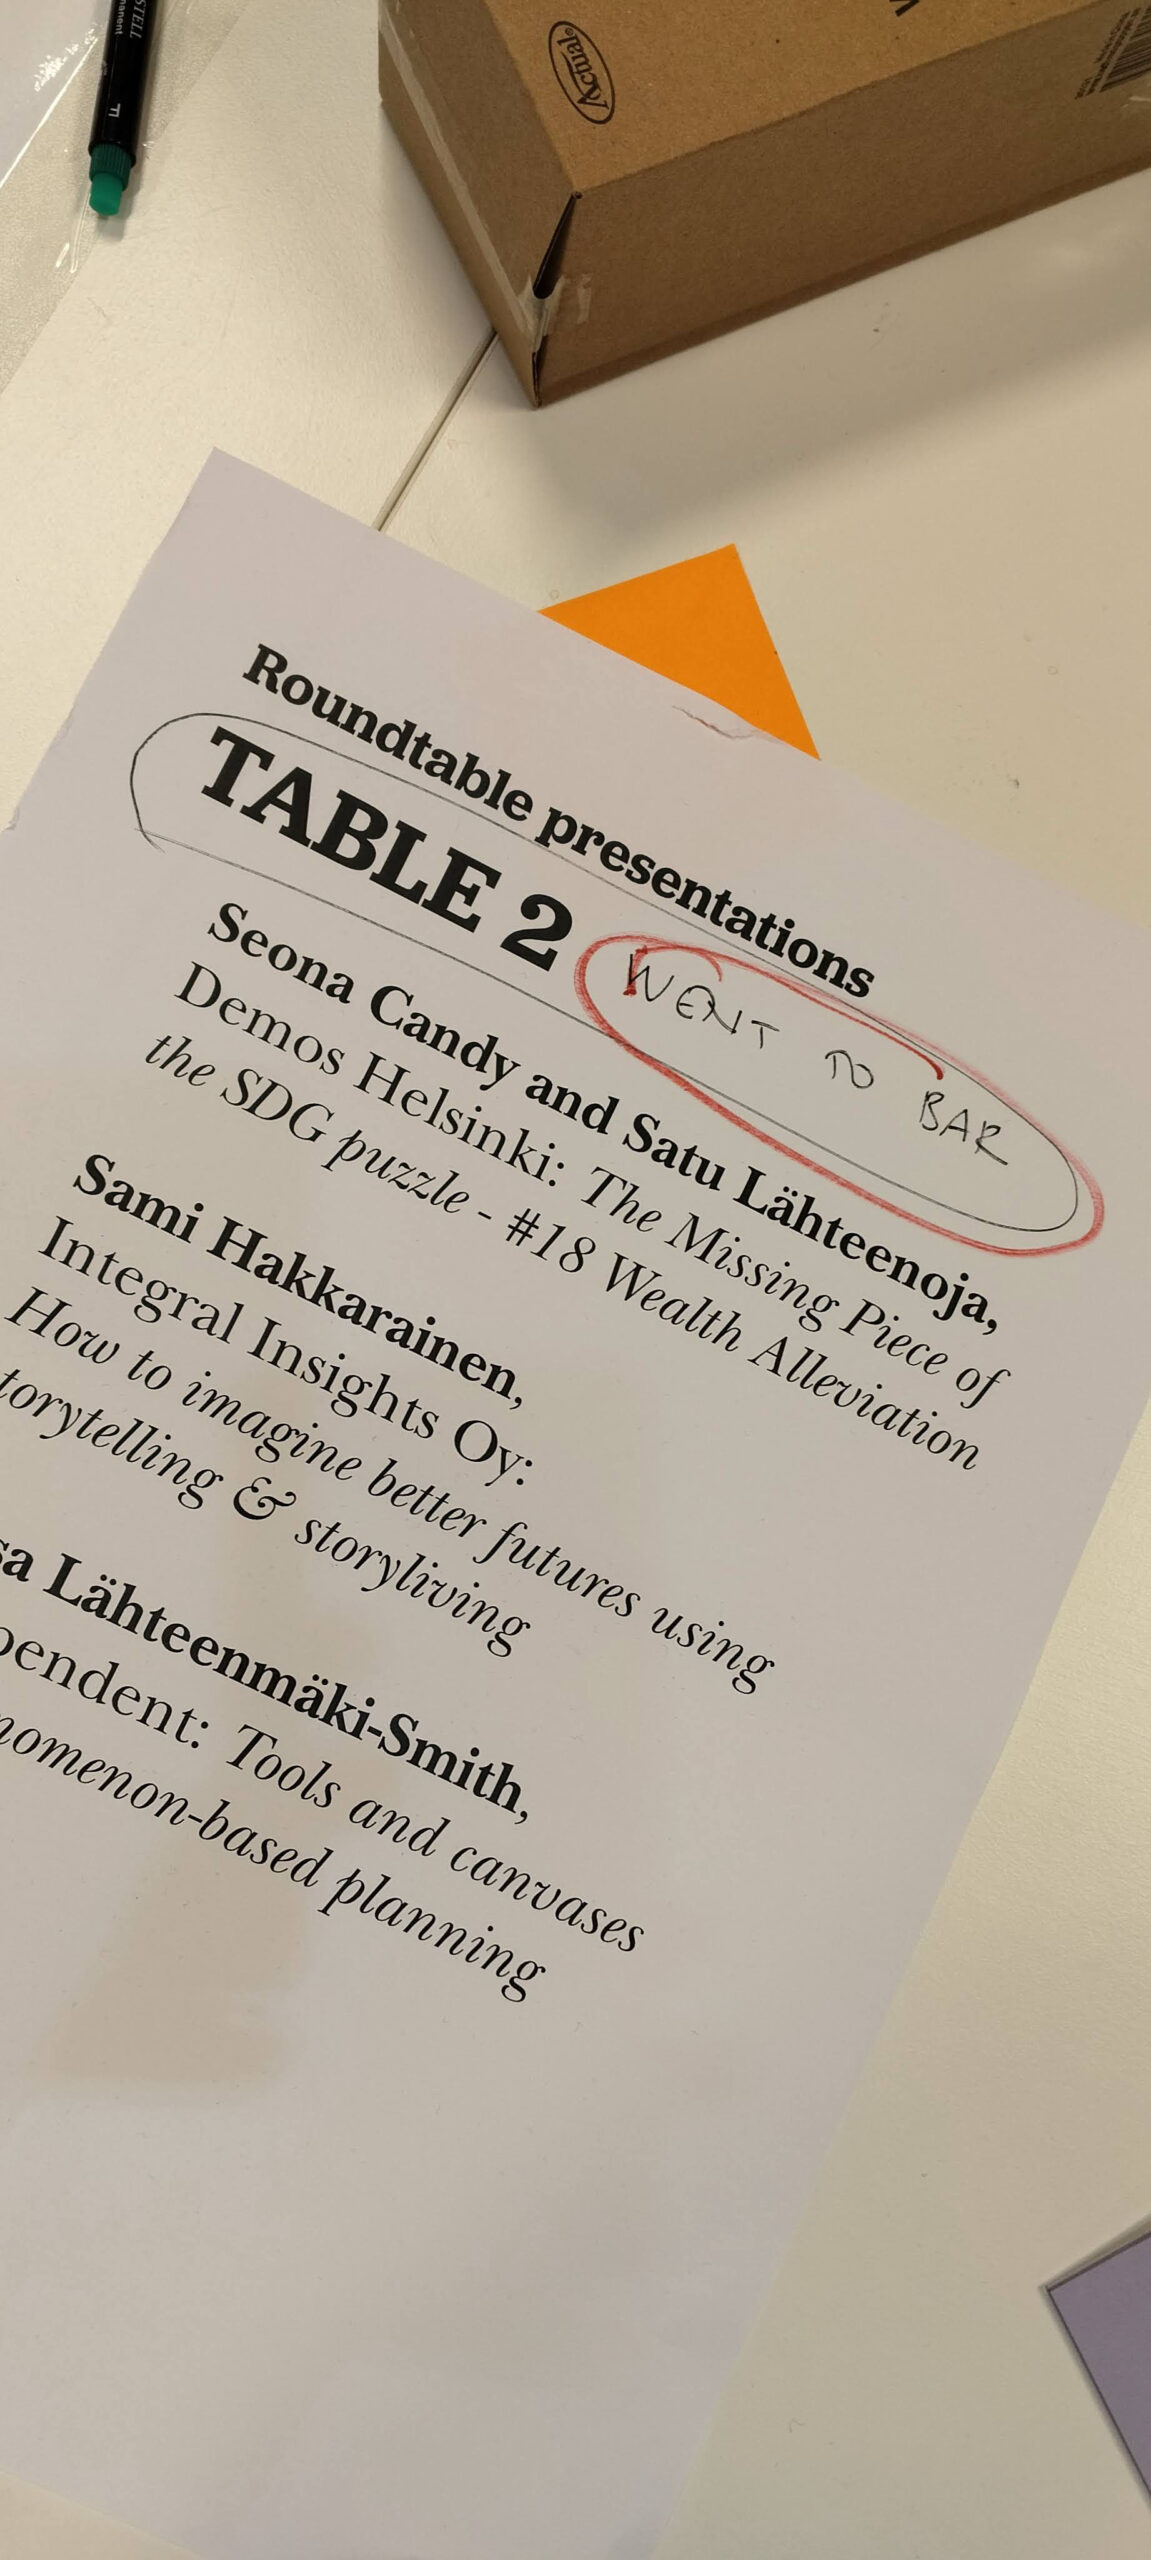 STELL
Actual
Roundtable presentations
TABLE 2 WENT TO BAR
Seona Candy and Satu Lähteenoja,
Demos Helsinki: The Missing Piece of
the SDG puzzle - #18 Wealth Alleviation
Sami Hakkarainen,
Integral Insights Oy:
How to imagine better futures using
torytelling & storyliving
sa Lähteenmäki-Smith,
pendent: Tools and canvases
nomenon-based planning